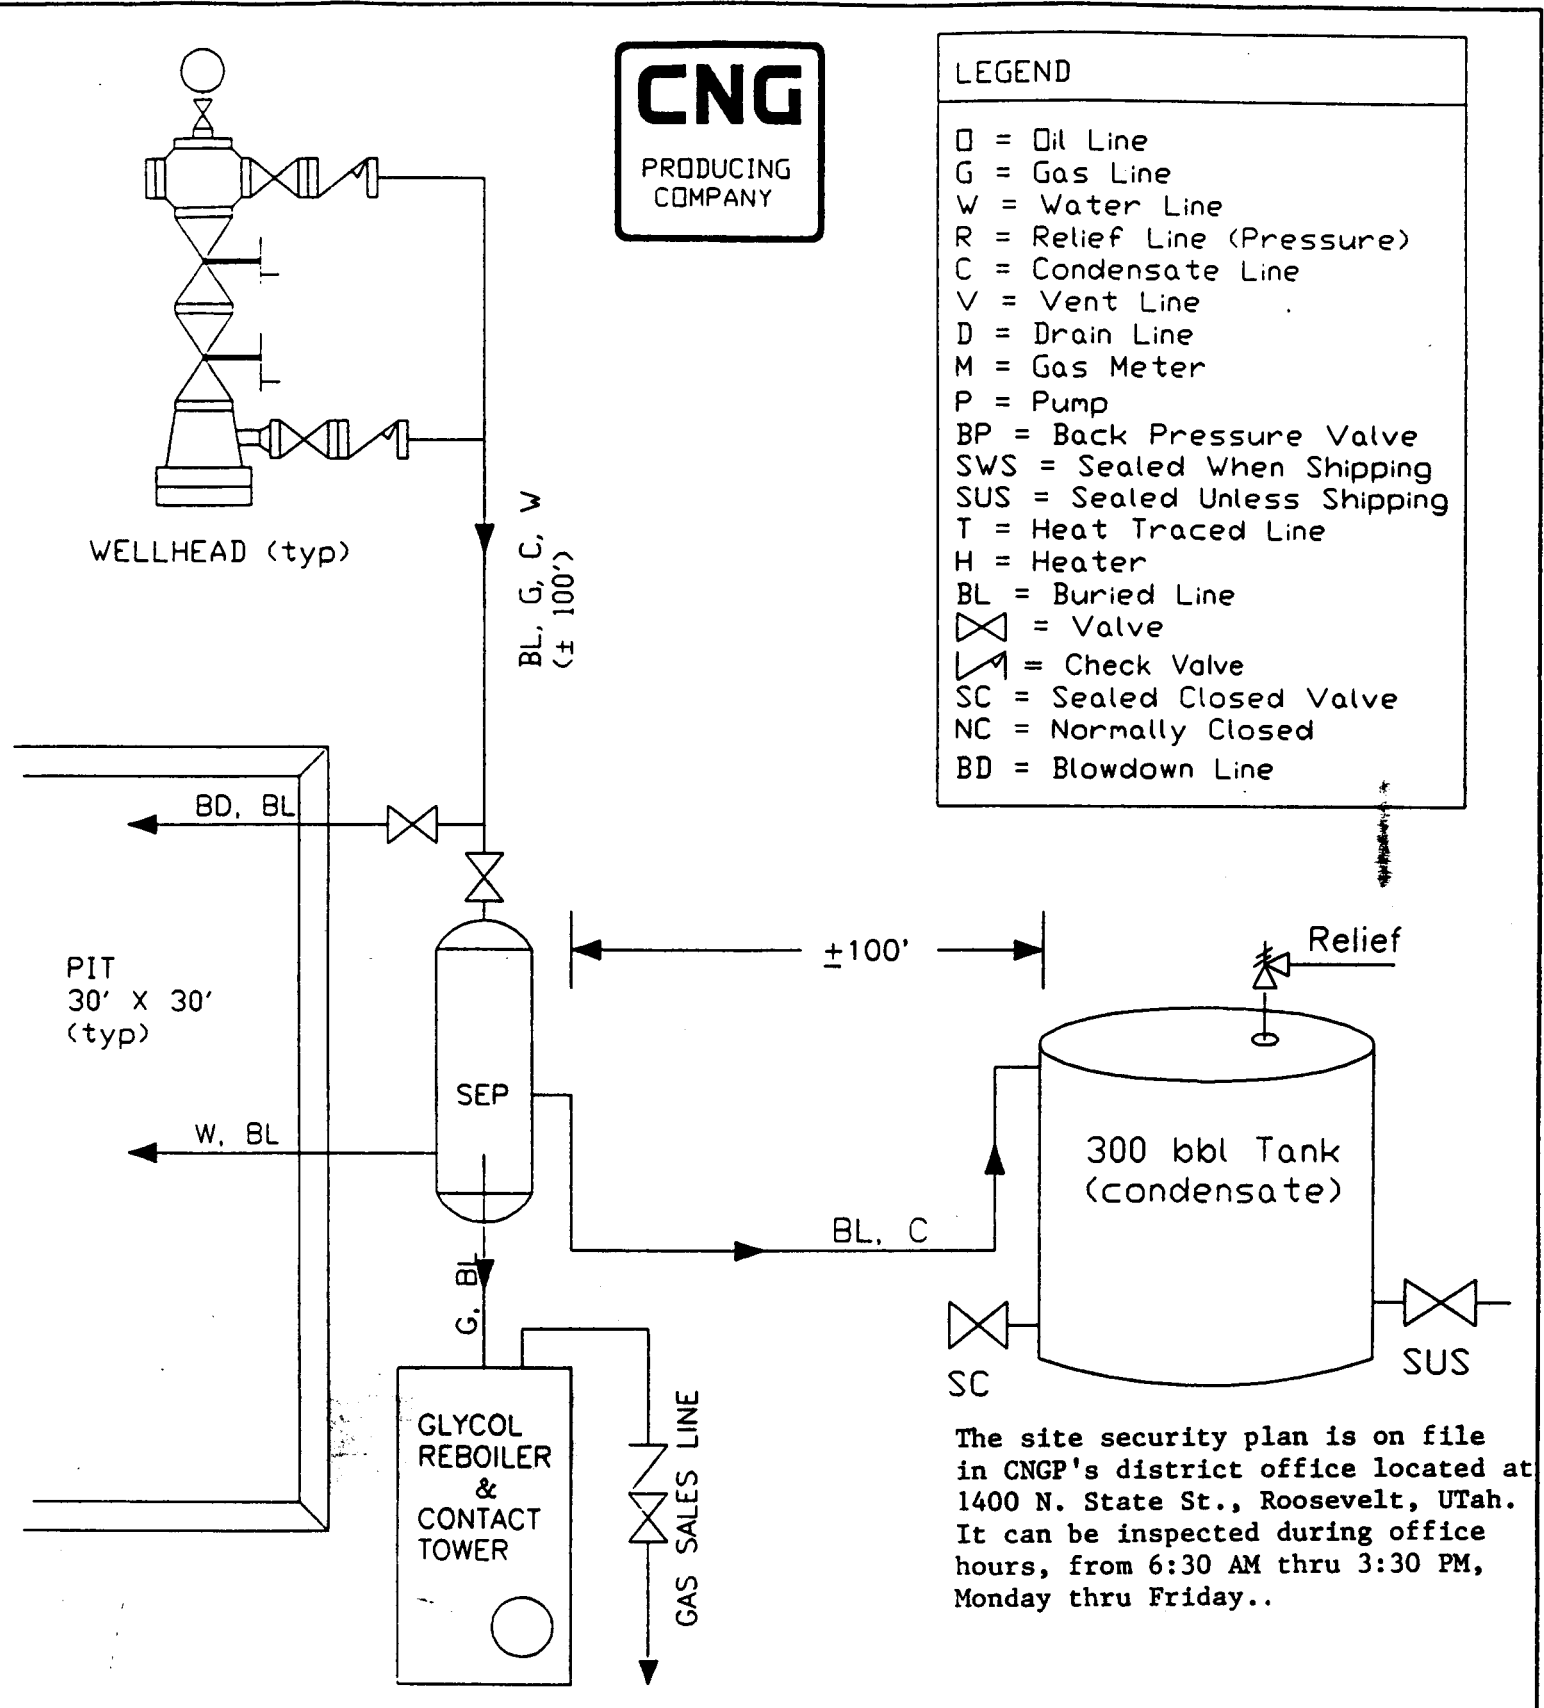 CNG
PRODUCING
COMPANY
LEGEND
O = Oil Line
G = Gas Line
W = Water Line
R = Relief Line (Pressure)
C = Condensate Line
V = Vent Line
D = Drain Line
M = Gas Meter
P = Pump
BP = Back Pressure Valve
SWS = Sealed When Shipping
SUS = Sealed Unless Shipping
T = Heat Traced Line
H = Heater
BL = Buried Line
= Valve
= Check Valve
SC = Sealed Closed Valve
NC = Normally Closed
BD = Blowdown Line
T
T
WELLHEAD (typ)
BL, G, C, W
(± 100')
BD, BL
PIT
30' X 30'
(typ)
W, BL
SEP
±100'
Relief
300 bbl Tank
(condensate)
BL, C
G, BL
SC
SUS
GLYCOL
REBOILER
&
CONTACT
TOWER
GAS SALES LINE
The site security plan is on file
in CNGP's district office located at
1400 N. State St., Roosevelt, UTah.
It can be inspected during office
hours, from 6:30 AM thru 3:30 PM,
Monday thru Friday..